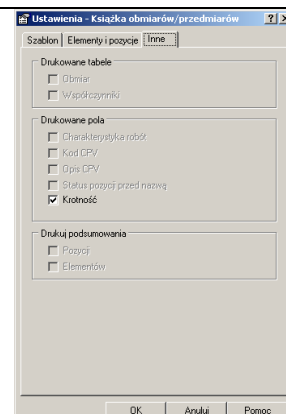 Ustawienia - Książka obmiarów/przedmiarów
Szablon Elementy i pozycje Inne
Drukowane tabele
Obmiar
Współczynniki
Drukowane pola
Charakterystyka robót
Kod CPV
Opis CPV
Status pozycji przed nazwą
Krotność
Drukuj podsumowania
Pozycji
Elementów
OK Anuluj Pomoc